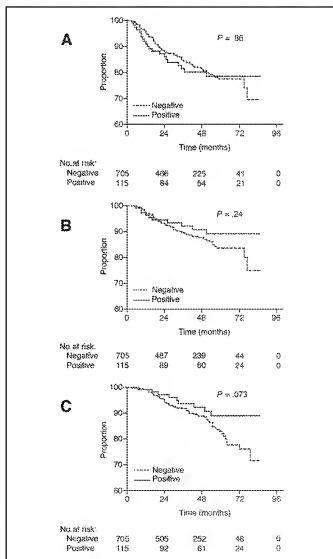 A
P = .86
100
90
80
70
60
Proportion
Negative
Positive
0 24 48 72 96
Time (months)
No. at risk:
Negative 705 466 225 41 0
Positive 115 84 54 21 0
B
P = .24
100
90
80
70
60
Proportion
Negative
Positive
0 24 48 72 96
Time (months)
No. at risk:
Negative 705 487 239 44 0
Positive 115 89 60 24 0
C
P = .073
100
90
80
70
60
Proportion
Negative
Positive
0 24 48 72 96
Time (months)
No. at risk:
Negative 705 505 252 46 0
Positive 115 92 61 24 0